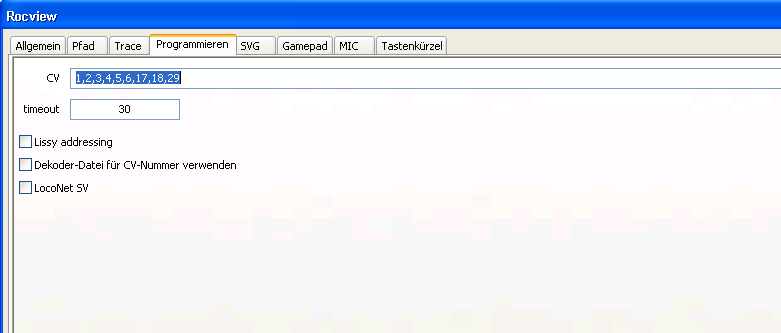 Rocview
Allgemein Pfad Trace Programmieren SVG Gamepad MIC Tastenkürzel
CV 1,2,3,4,5,6,17,18,29
timeout 30
Lissy addressing
Dekoder-Datei für CV-Nummer verwenden
LocoNet SV